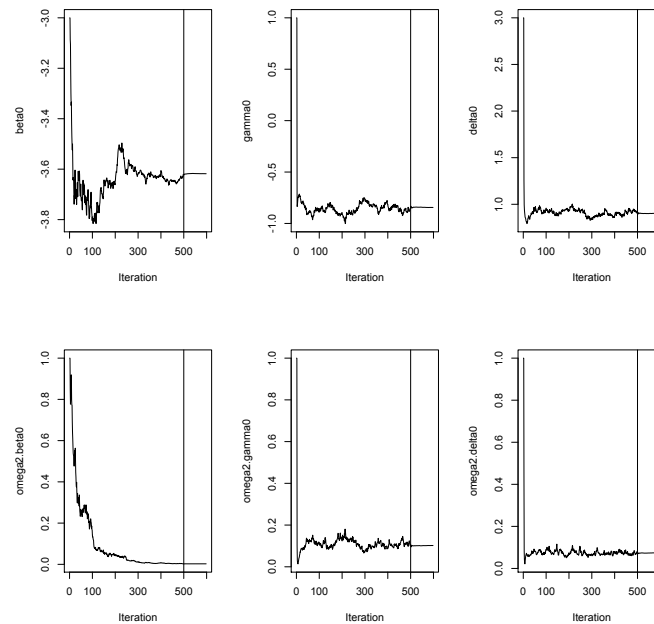 beta0
-3.8 -3.6 -3.4 -3.2 -3.0
0 100 300 500
Iteration
gamma0
-1.0 -0.5 0.0 0.5 1.0
0 100 300 500
Iteration
delta0
1.0 1.5 2.0 2.5 3.0
0 100 300 500
Iteration
omega2.beta0
0.0 0.2 0.4 0.6 0.8 1.0
0 100 300 500
Iteration
omega2.gamma0
0.0 0.2 0.4 0.6 0.8 1.0
0 100 300 500
Iteration
omega2.delta0
0.0 0.2 0.4 0.6 0.8 1.0
0 100 300 500
Iteration